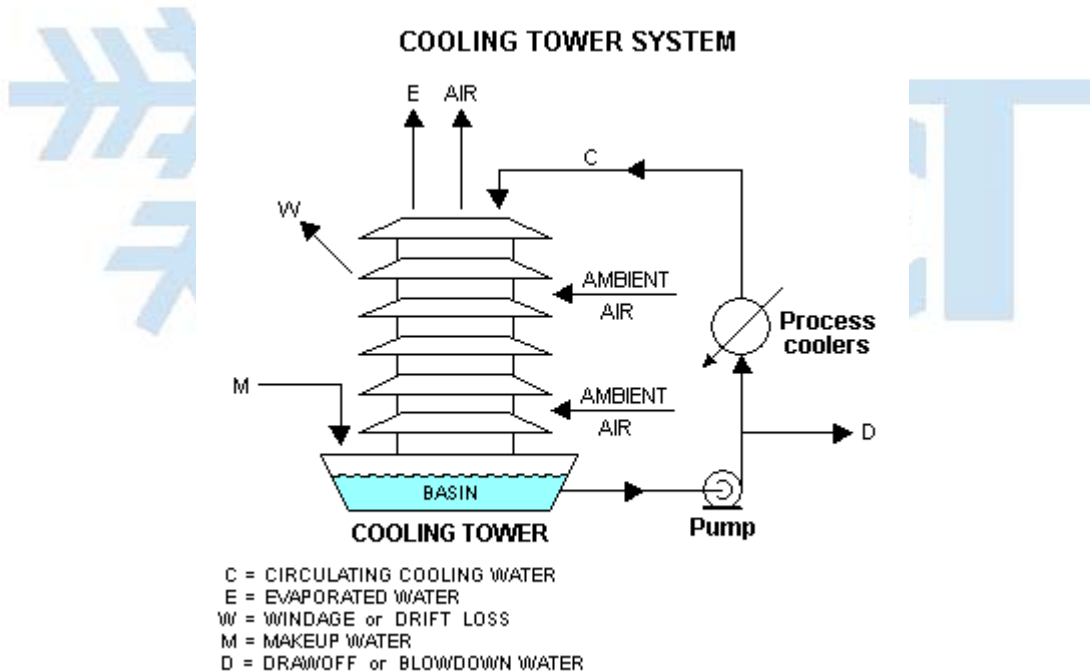 COOLING TOWER SYSTEM
E AIR
C
W
AMBIENT
AIR
Process
coolers
M
AMBIENT
AIR
D
BASIN
Pump
COOLING TOWER
C = CIRCULATING COOLING WATER
E = EVAPORATED WATER
W = WINDAGE or DRIFT LOSS
M = MAKEUP WATER
D = DRAWOFF or BLOWDOWN WATER